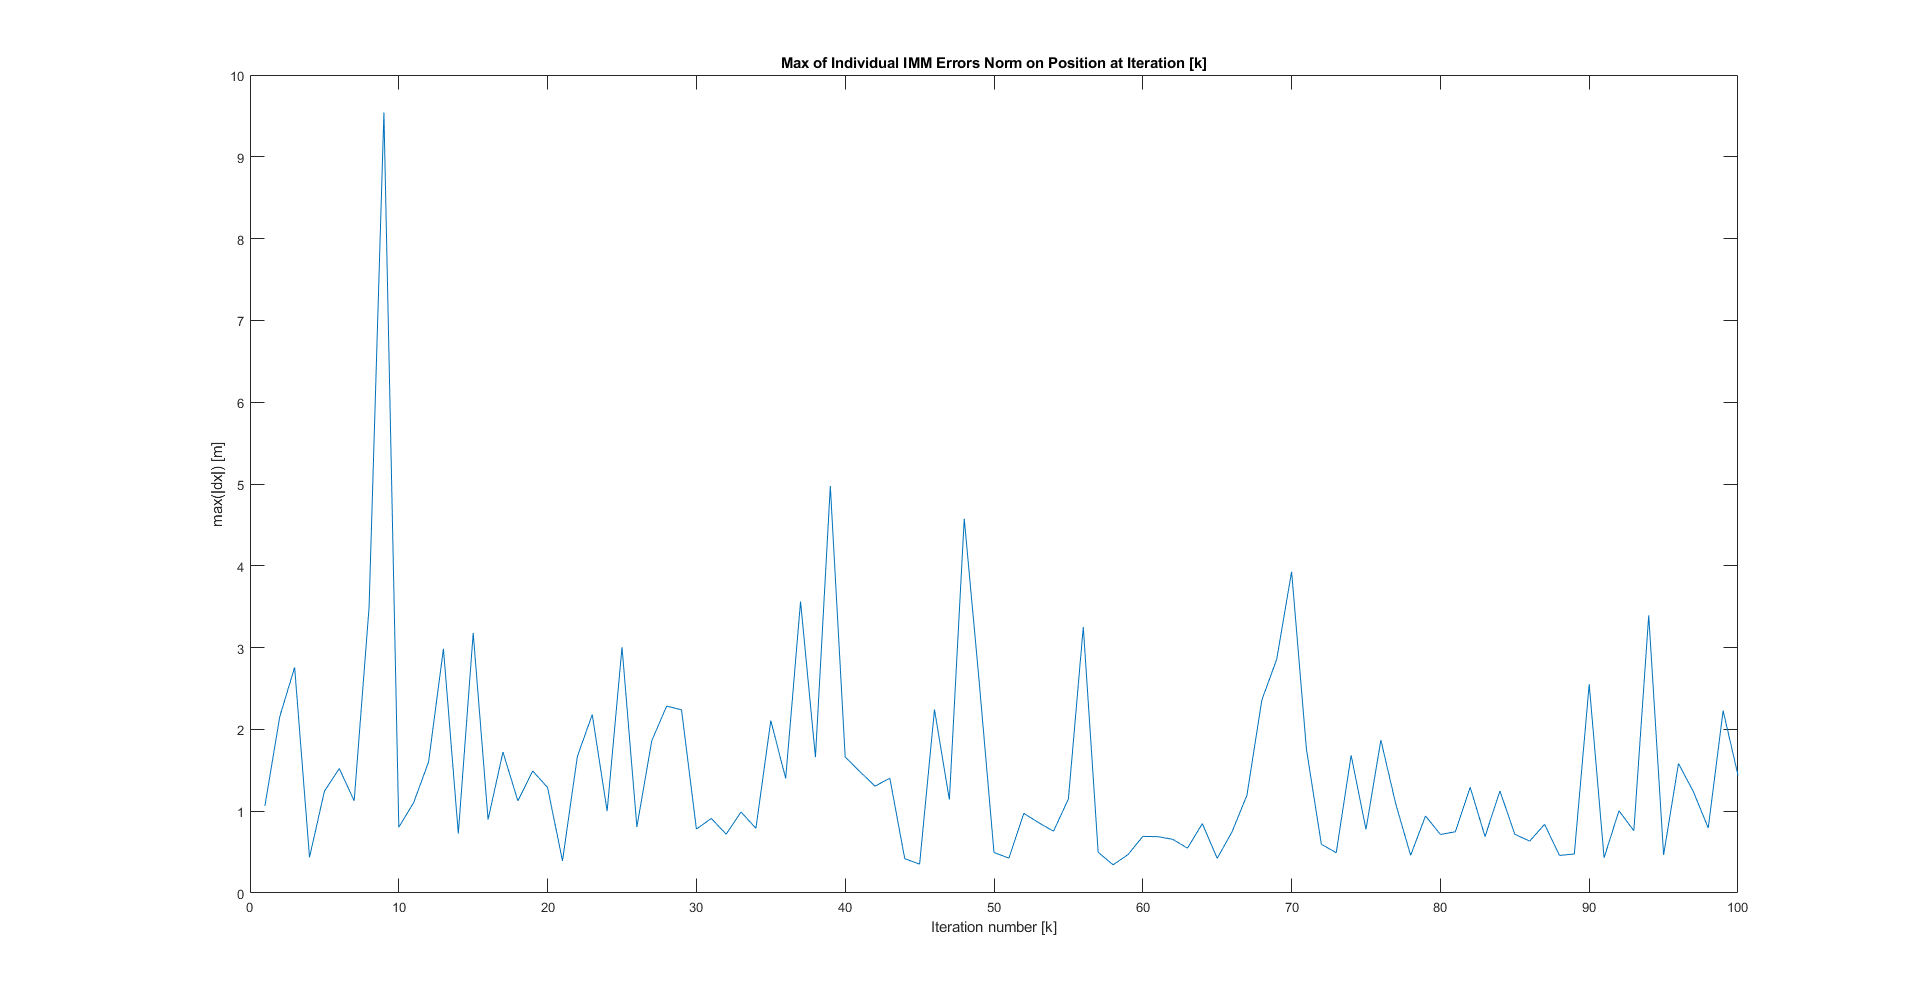 Max of Individual IMM Errors Norm on Position at Iteration [k]
10
9
8
7
6
5
4
3
2
1
0
max(|dx|) [m]
0 10 20 30 40 50 60 70 80 90 100
Iteration number [k]